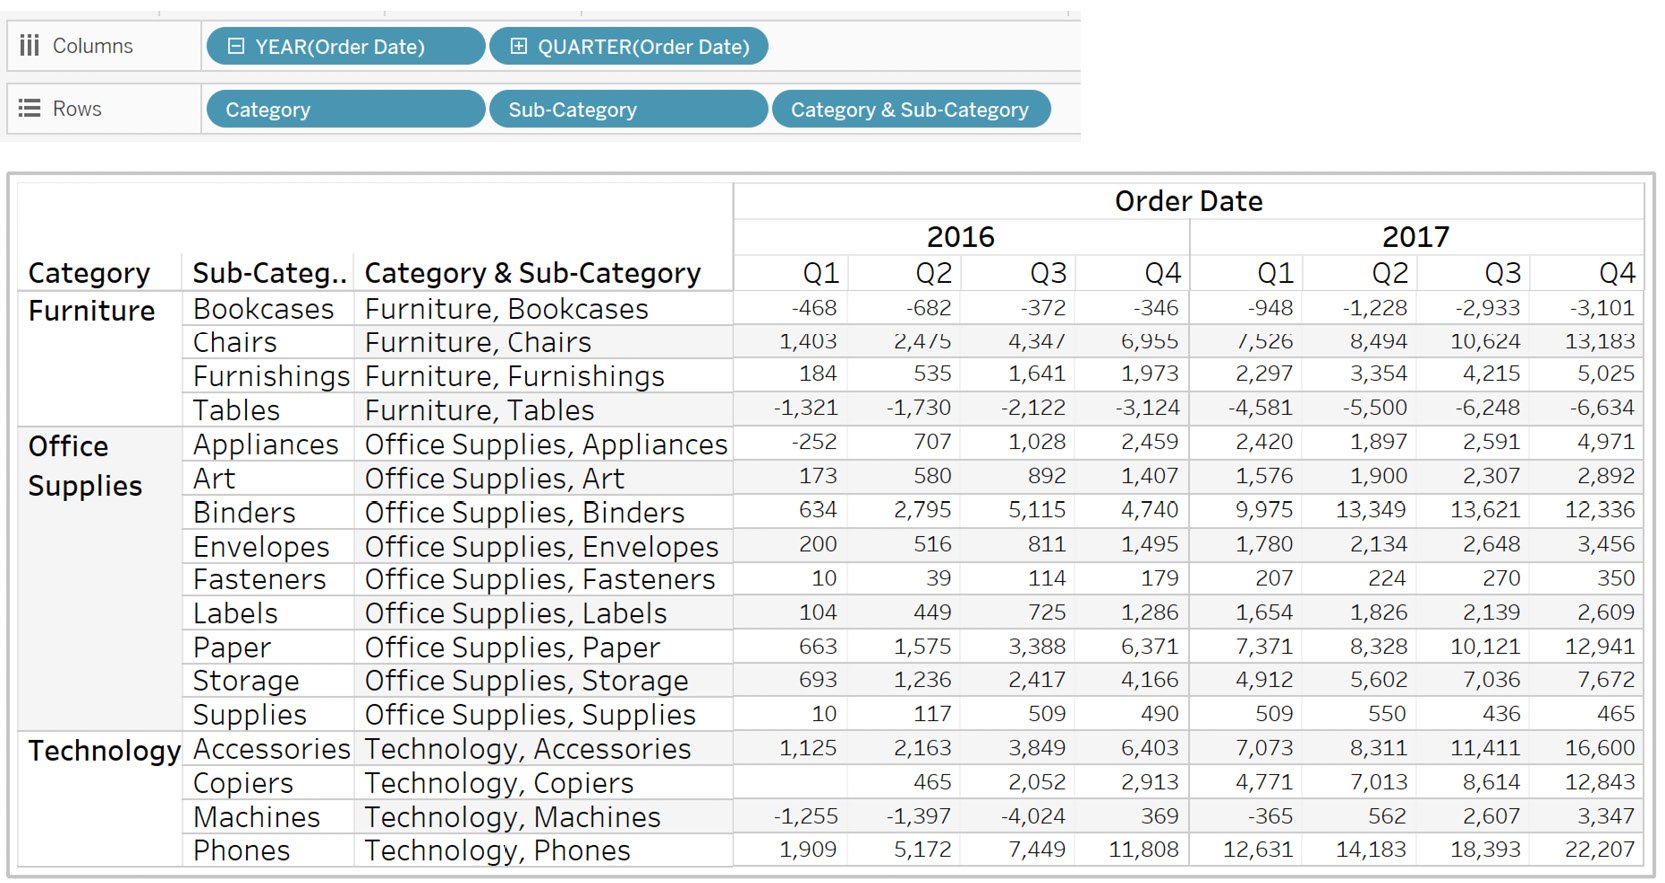 Columns YEAR(Order Date) QUARTER(Order Date)
Rows Category Sub-Category Category & Sub-Category
Order Date
2016 2017
Category Sub-Categ.. Category & Sub-Category Q1 Q2 Q3 Q4 Q1 Q2 Q3 Q4
Furniture Bookcases Furniture, Bookcases -468 -682 -372 -346 -948 -1,228 -2,933 -3,101
Chairs Furniture, Chairs 1,403 2,475 4,347 6,955 7,526 8,494 10,624 13,183
Furnishings Furniture, Furnishings 184 535 1,641 1,973 2,297 3,354 4,215 5,025
Tables Furniture, Tables -1,321 -1,730 -2,122 -3,124 -4,581 -5,500 -6,248 -6,634
Office Supplies Appliances Office Supplies, Appliances -252 707 1,028 2,459 2,420 1,897 2,591 4,971
Art Office Supplies, Art 173 580 892 1,407 1,576 1,900 2,307 2,892
Binders Office Supplies, Binders 634 2,795 5,115 4,740 9,975 13,349 13,621 12,336
Envelopes Office Supplies, Envelopes 200 516 811 1,495 1,780 2,134 2,648 3,456
Fasteners Office Supplies, Fasteners 10 39 114 179 207 224 270 350
Labels Office Supplies, Labels 104 449 725 1,286 1,654 1,826 2,139 2,609
Paper Office Supplies, Paper 663 1,575 3,388 6,371 7,371 8,328 10,121 12,941
Storage Office Supplies, Storage 693 1,236 2,417 4,166 4,912 5,602 7,036 7,672
Supplies Office Supplies, Supplies 10 117 509 490 509 550 436 465
Technology Accessories Technology, Accessories 1,125 2,163 3,849 6,403 7,073 8,311 11,411 16,600
Copiers Technology, Copiers 465 2,052 2,913 4,771 7,013 8,614 12,843
Machines Technology, Machines -1,255 -1,397 -4,024 369 -365 562 2,607 3,347
Phones Technology, Phones 1,909 5,172 7,449 11,808 12,631 14,183 18,393 22,207